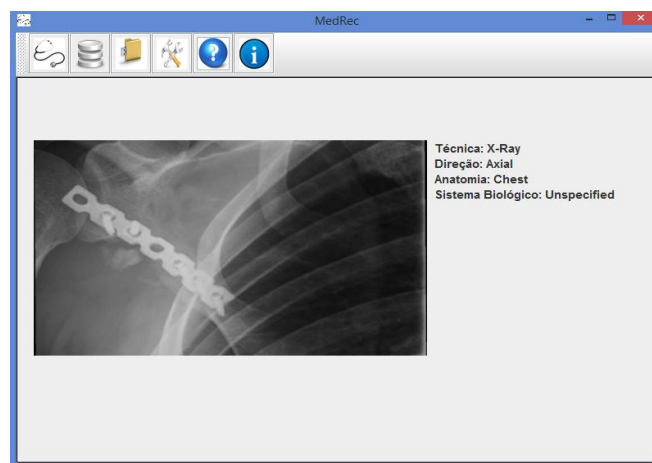 MedRec
Técnica: X-Ray
Direção: Axial
Anatomia: Chest
Sistema Biológico: Unspecified